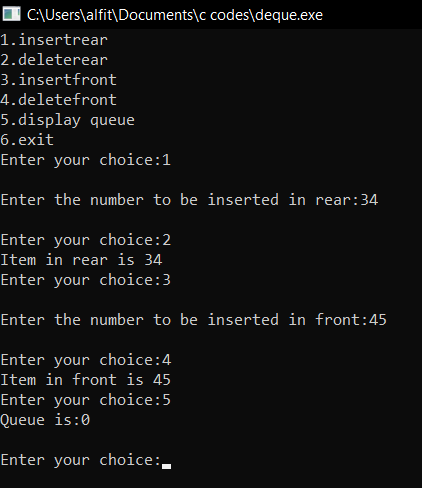 C:\Users\alfit\Documents\c codes\deque.exe
1.insertrear
2.deleterear
3.insertfront
4.deletefront
5.display queue
6.exit
Enter your choice:1
Enter the number to be inserted in rear:34
Enter your choice:2
Item in rear is 34
Enter your choice:3
Enter the number to be inserted in front:45
Enter your choice:4
Item in front is 45
Enter your choice:5
Queue is:0
Enter your choice: